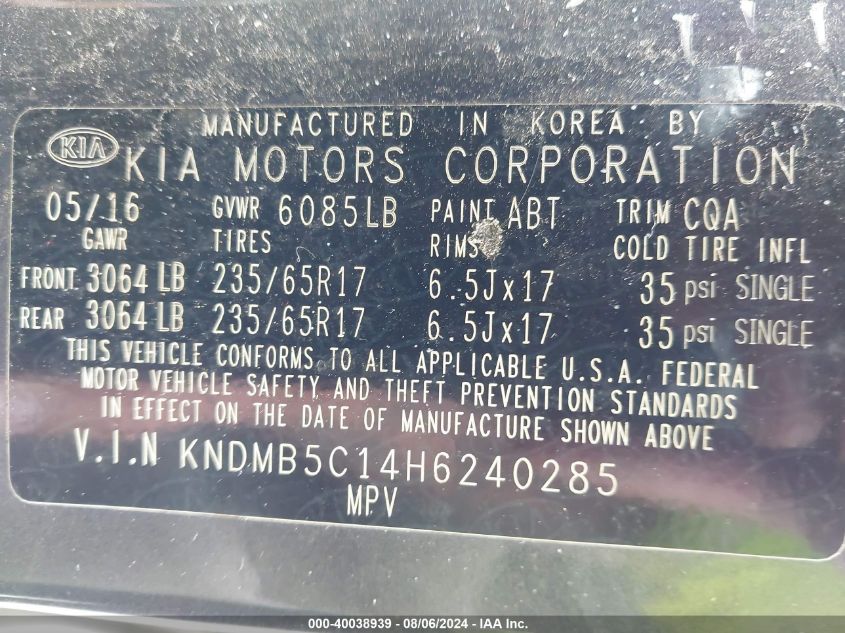 MANUFACTURED IN KOREA BY
KIA KIA MOTORS CORPORATION
05/16 GVWR 6085LB PAINT ABT TRIM CQA
GAWR TIRES RIMS COLD TIRE INFL
FRONT 3064 LB 235/65R17 6.5Jx17 35 psi SINGLE
REAR 3064 LB 235/65R17 6.5Jx17 35 psi SINGLE
THIS VEHICLE CONFORMS TO ALL APPLICABLE U.S.A. FEDERAL
MOTOR VEHICLE SAFETY AND THEFT PREVENTION STANDARDS
IN EFFECT ON THE DATE OF MANUFACTURE SHOWN ABOVE
V.I.N KNDMB5C14H6240285
MPV
000-40038939 // 08/06/2024 - IAA Inc.